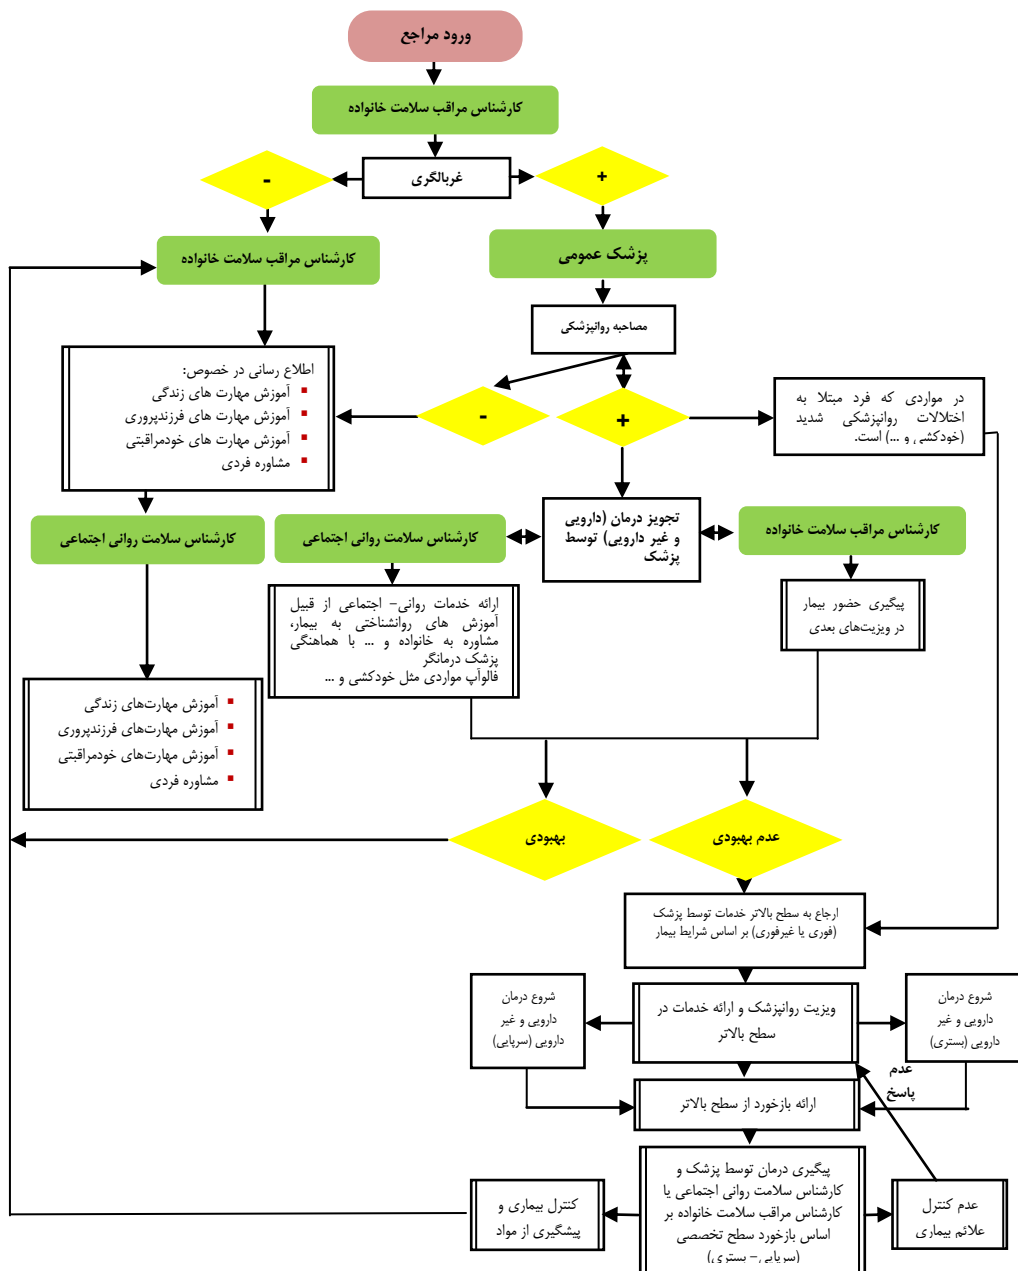 ورود مراجع
کارشناس مراقب سلامت خانواده
غربالگری
-
+
کارشناس مراقب سلامت خانواده
پزشک عمومی
مصاحبه روانپزشکی
اطلاع رسانی در خصوص:
آموزش مهارت های زندگی
آموزش مهارت های فرزندپروری
آموزش مهارت های خودمراقبتی
مشاوره فردی
-
+
در مواردی که فرد مبتلا به
اختلالات روانپزشکی شدید
(خودکشی و ...) است.
کارشناس سلامت روانی اجتماعی
کارشناس سلامت روانی اجتماعی
تجویز درمان (دارویی
و غیر دارویی) توسط
پزشک
کارشناس مراقب سلامت خانواده
ارائه خدمات روانی– اجتماعی از قبیل
آموزش های روانشناختی به بیمار،
مشاوره به خانواده و ... با هماهنگی
پزشک درمانگر
فالوآپ مواردی مثل خودکشی و ...
پیگیری حضور بیمار
در ویزیت‌های بعدی
آموزش مهارت‌های زندگی
آموزش مهارت‌های فرزندپروری
آموزش مهارت‌های خودمراقبتی
مشاوره فردی
بهبودی
عدم بهبودی
ارجاع به سطح بالاتر خدمات توسط پزشک
(فوری یا غیرفوری) بر اساس شرایط بیمار
شروع درمان
دارویی و غیر
دارویی (سرپایی)
ویزیت روانپزشک و ارائه خدمات در
سطح بالاتر
شروع درمان
دارویی و غیر
دارویی (بستری)
عدم
پاسخ
ارائه بازخورد از سطح بالاتر
کنترل بیماری و
پیشگیری از مواد
پیگیری درمان توسط پزشک و
کارشناس سلامت روانی اجتماعی یا
کارشناس مراقب سلامت خانواده بر
اساس بازخورد سطح تخصصی
(سرپایی– بستری)
عدم کنترل
علائم بیماری